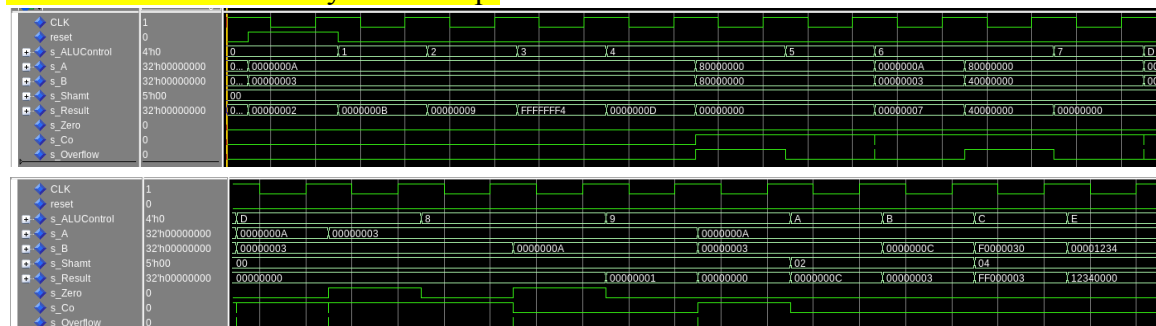 CLK 1
reset 0
s_ALUControl 4'h0 0 1 2 3 4 5 6 7 D
s_A 32'h00000000 0... 0000000A 80000000 0000000A 80000000 00
s_B 32'h00000000 0... 00000003 80000000 00000003 40000000 00
s_Shamt 5'h00 00
s_Result 32'h00000000 0... 00000002 0000000B 00000009 FFFFFFF4 0000000D 00000000 00000007 40000000 00000000
s_Zero 0
s_Co 0
s_Overflow 0
CLK 1
reset 0
s_ALUControl 4'h0 D 8 9 A B C E
s_A 32'h00000000 0000000A 00000003 0000000A
s_B 32'h00000000 00000003 0000000A 00000003 0000000C F0000030 00001234
s_Shamt 5'h00 00 02 04
s_Result 32'h00000000 00000000 00000001 00000000 0000000C 00000003 FF000003 12340000
s_Zero 0
s_Co 0
s_Overflow 0